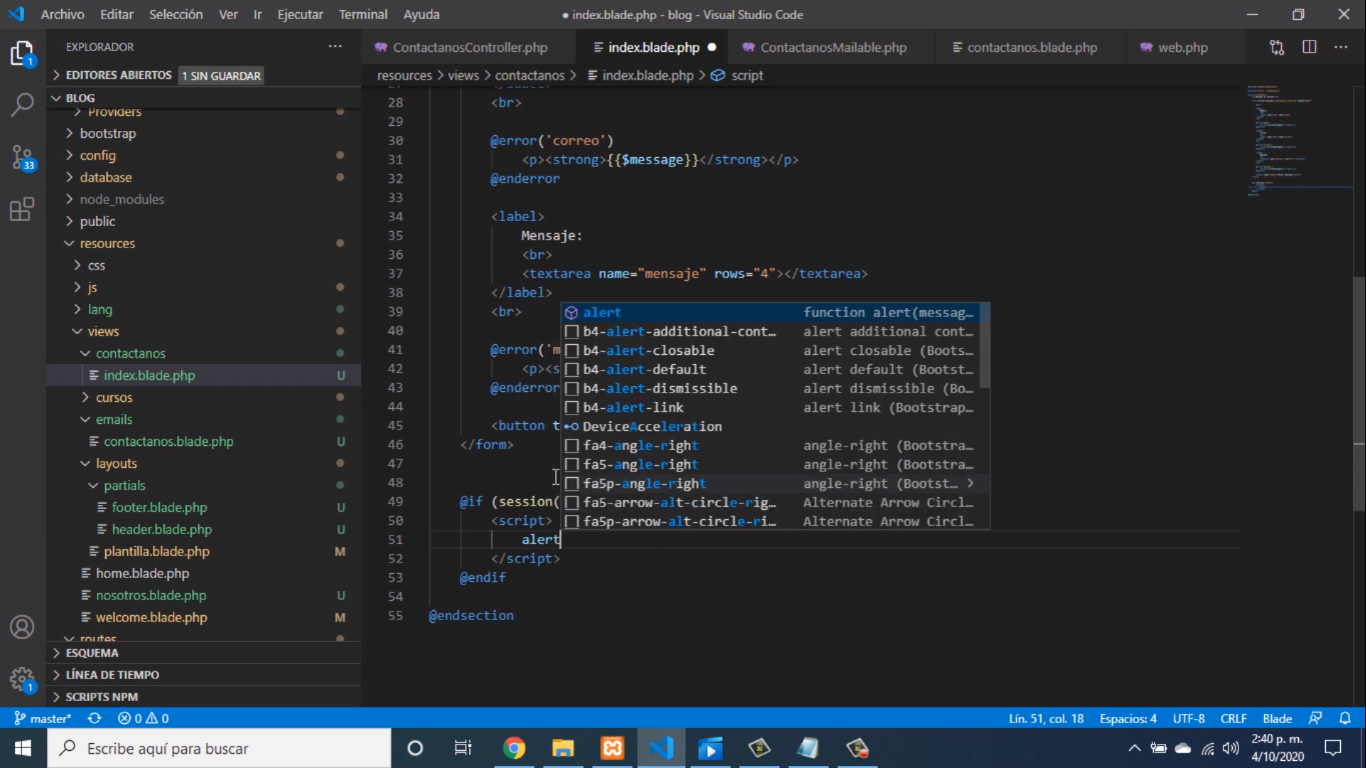 Archivo Editar Selección Ver Ir Ejecutar Terminal Ayuda
● index.blade.php - blog - Visual Studio Code
EXPLORADOR
ContactanosController.php
index.blade.php
ContactanosMailable.php
contactanos.blade.php
web.php
EDITORES ABIERTOS 1 SIN GUARDAR
resources > views > contactanos > index.blade.php > script
BLOG
Providers
bootstrap
config
database
node_modules
public
resources
css
js
lang
views
contactanos
index.blade.php U
cursos
emails
contactanos.blade.php U
layouts
partials
footer.blade.php U
header.blade.php U
plantilla.blade.php M
home.blade.php
nosotros.blade.php U
welcome.blade.php M
routes
ESQUEMA
LÍNEA DE TIEMPO
SCRIPTS NPM
1
33
1
27 </label>
28 <br>
29
30 @error('correo')
31 <p><strong>{{$message}}</strong></p>
32 @enderror
33
34 <label>
35 Mensaje:
36 <br>
37 <textarea name="mensaje" rows="4"></textarea>
38 </label>
39 <br>
40
41 @error('m
42 <p><s
43 @enderror
44
45 <button t
46 </form>
47
48
49 @if (session(
50 <script>
51 alert
52 </script>
53 @endif
54
55 @endsection
alert function alert(messag…
b4-alert-additional-cont… alert additional cont…
b4-alert-closable alert closable (Boots…
b4-alert-default alert default (Bootst…
b4-alert-dismissible alert dismissible (Bo…
b4-alert-link alert link (Bootstrap…
DeviceAcceleration
fa4-angle-right angle-right (Bootstra…
fa5-angle-right angle-right (Bootstra…
fa5p-angle-right angle-right (Bootst…
fa5-arrow-alt-circle-rig… Alternate Arrow Circl…
fa5p-arrow-alt-circle-ri… Alternate Arrow Circl…
master* 0 0
Lín. 51, col. 18 Espacios: 4 UTF-8 CRLF Blade
Escribe aquí para buscar
2:40 p. m.
4/10/2020